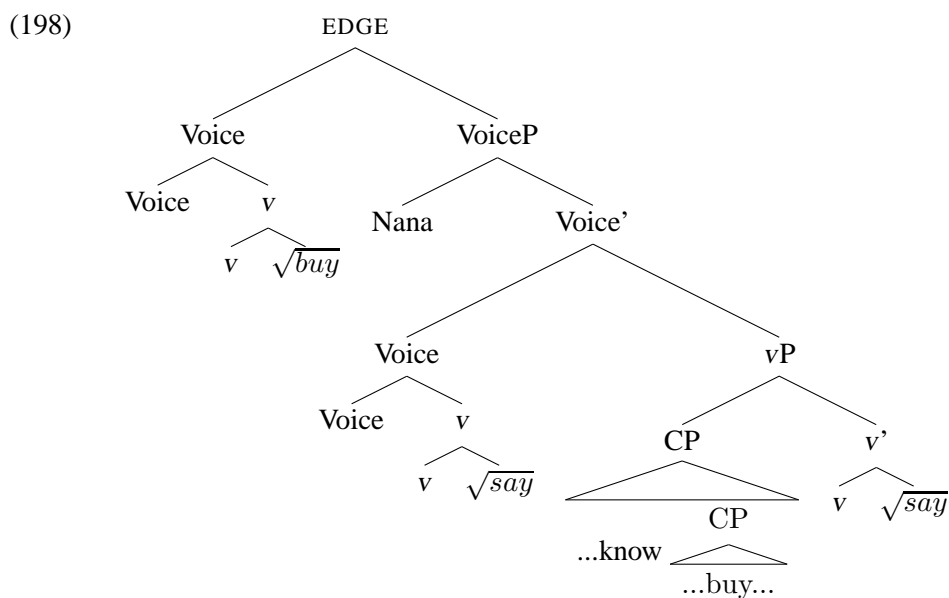 (198)
EDGE
Voice VoiceP
Voice v Nana Voice’
v √buy
Voice vP
Voice v CP v’
v √say v √say
CP
...know
...buy...